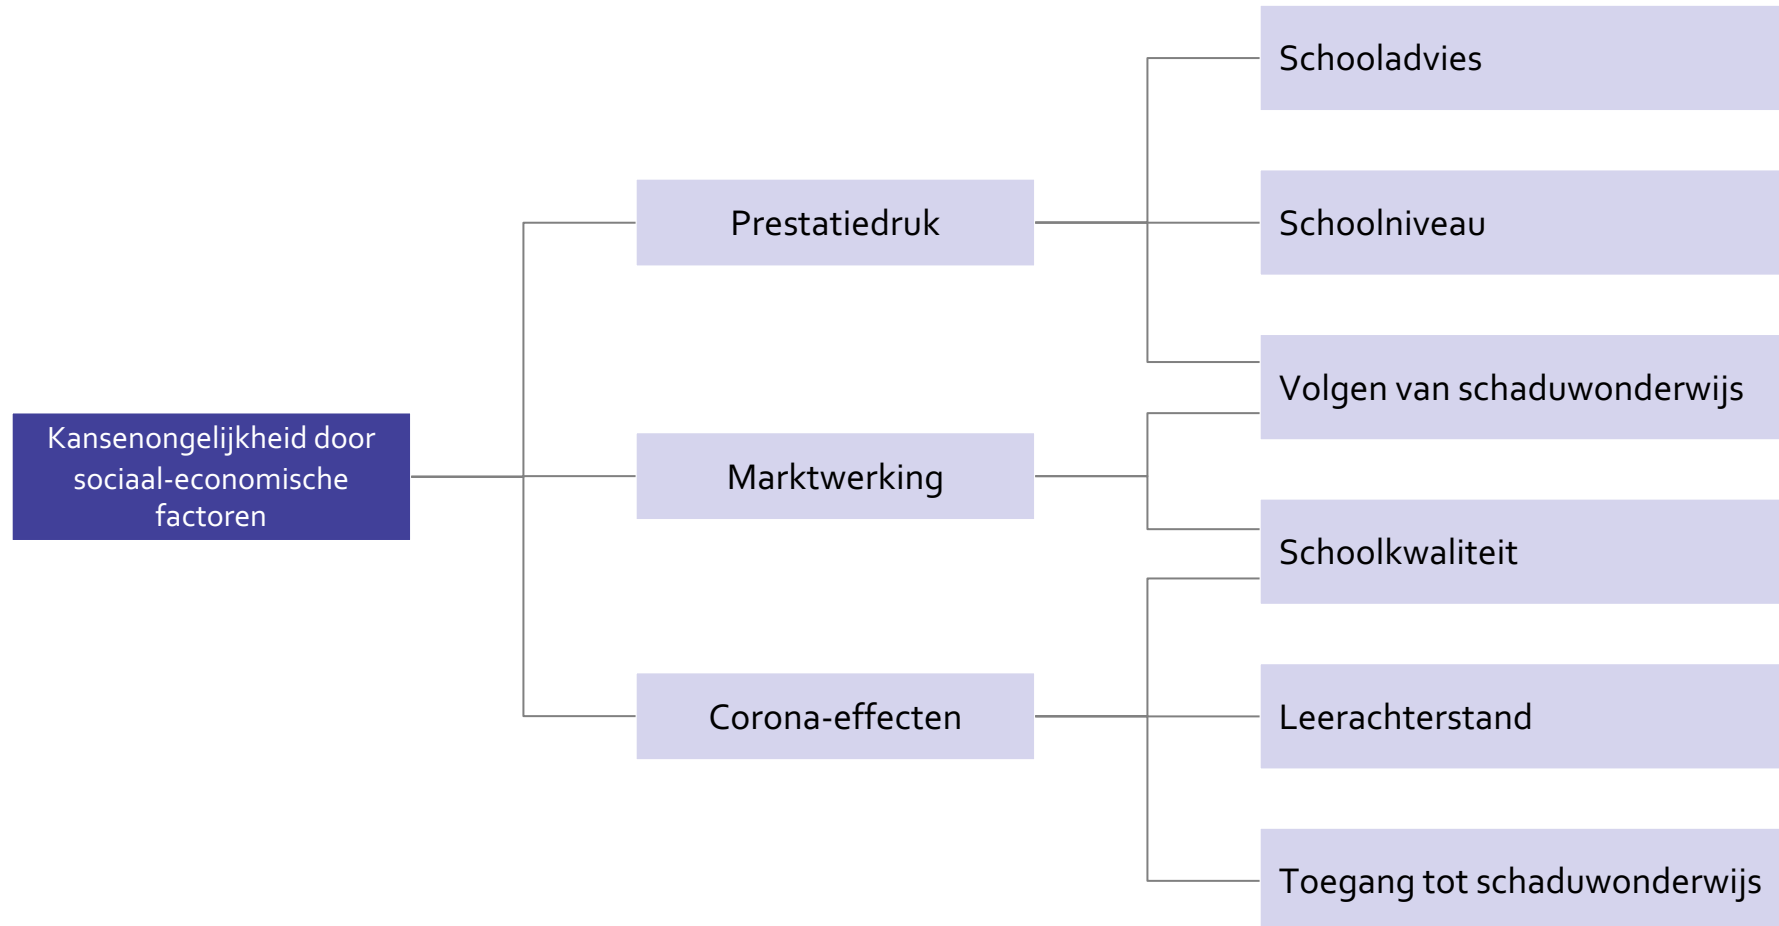 Kansenongelijkheid door
sociaal-economische
factoren
Prestatiedruk
Marktwerking
Corona-effecten
Schooladvies
Schoolniveau
Volgen van schaduwonderwijs
Schoolkwaliteit
Leerachterstand
Toegang tot schaduwonderwijs